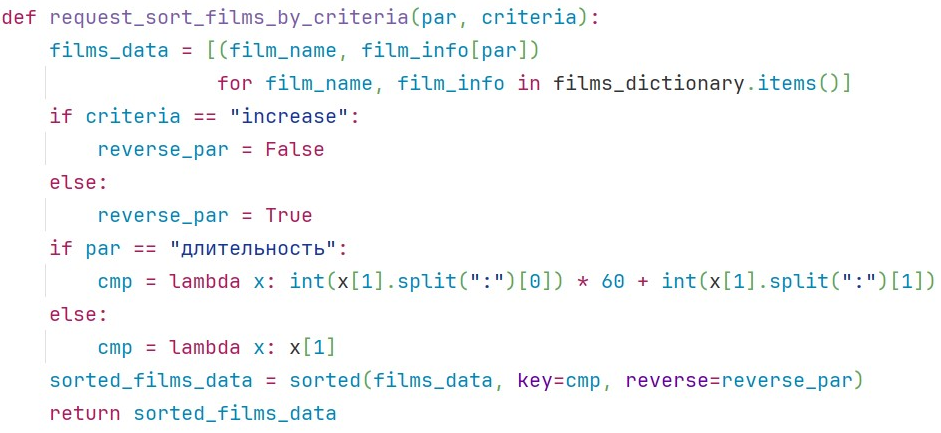 def request_sort_films_by_criteria(par, criteria):
    films_data = [(film_name, film_info[par])
                  for film_name, film_info in films_dictionary.items()]
    if criteria == "increase":
        reverse_par = False
    else:
        reverse_par = True
    if par == "длительность":
        cmp = lambda x: int(x[1].split(":")[0]) * 60 + int(x[1].split(":")[1])
    else:
        cmp = lambda x: x[1]
    sorted_films_data = sorted(films_data, key=cmp, reverse=reverse_par)
    return sorted_films_data